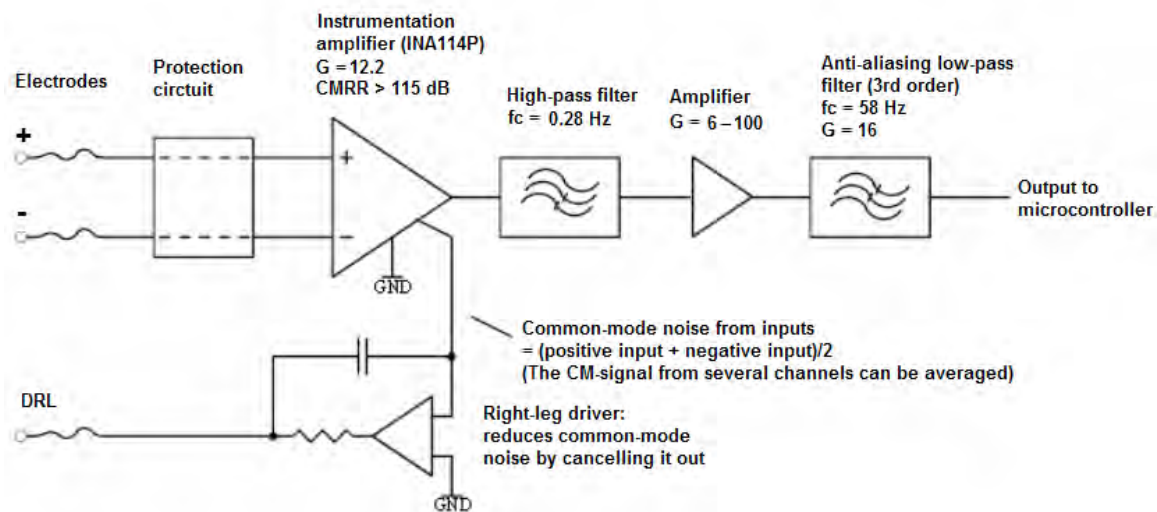 Electrodes
+
-
Protection
circtuit
Instrumentation
amplifier (INA114P)
G = 12.2
CMRR > 115 dB
+
−
GND
High-pass filter
fc = 0.28 Hz
Amplifier
G = 6–100
Anti-aliasing low-pass
filter (3rd order)
fc = 58 Hz
G = 16
Output to
microcontroller
Common-mode noise from inputs
= (positive input + negative input)/2
(The CM-signal from several channels can be averaged)
DRL
Right-leg driver:
reduces common-mode
noise by cancelling it out
GND